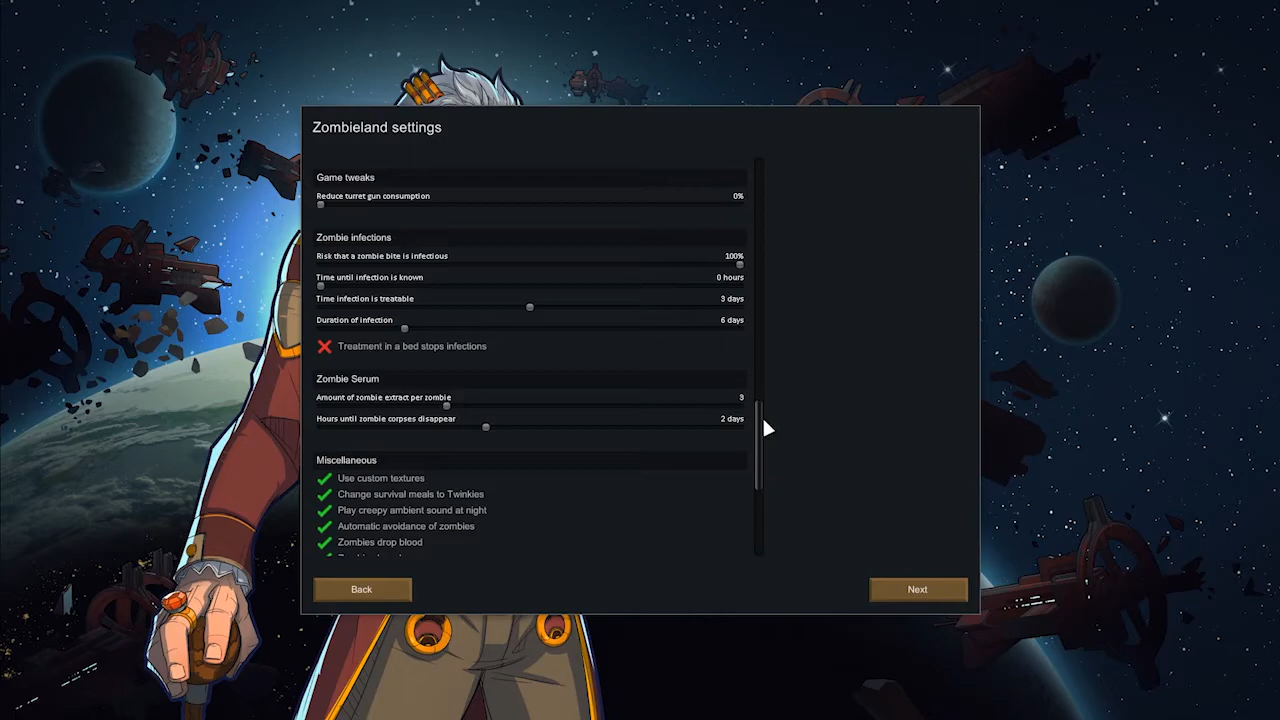 Zombieland settings
Game tweaks
Reduce turret gun consumption 0%
Zombie infections
Risk that a zombie bite is infectious 100%
Time until infection is known 0 hours
Time infection is treatable 3 days
Duration of infection 6 days
Treatment in a bed stops infections
Zombie Serum
Amount of zombie extract per zombie 3
Hours until zombie corpses disappear 2 days
Miscellaneous
Use custom textures
Change survival meals to Twinkies
Play creepy ambient sound at night
Automatic avoidance of zombies
Zombies drop blood
Back Next